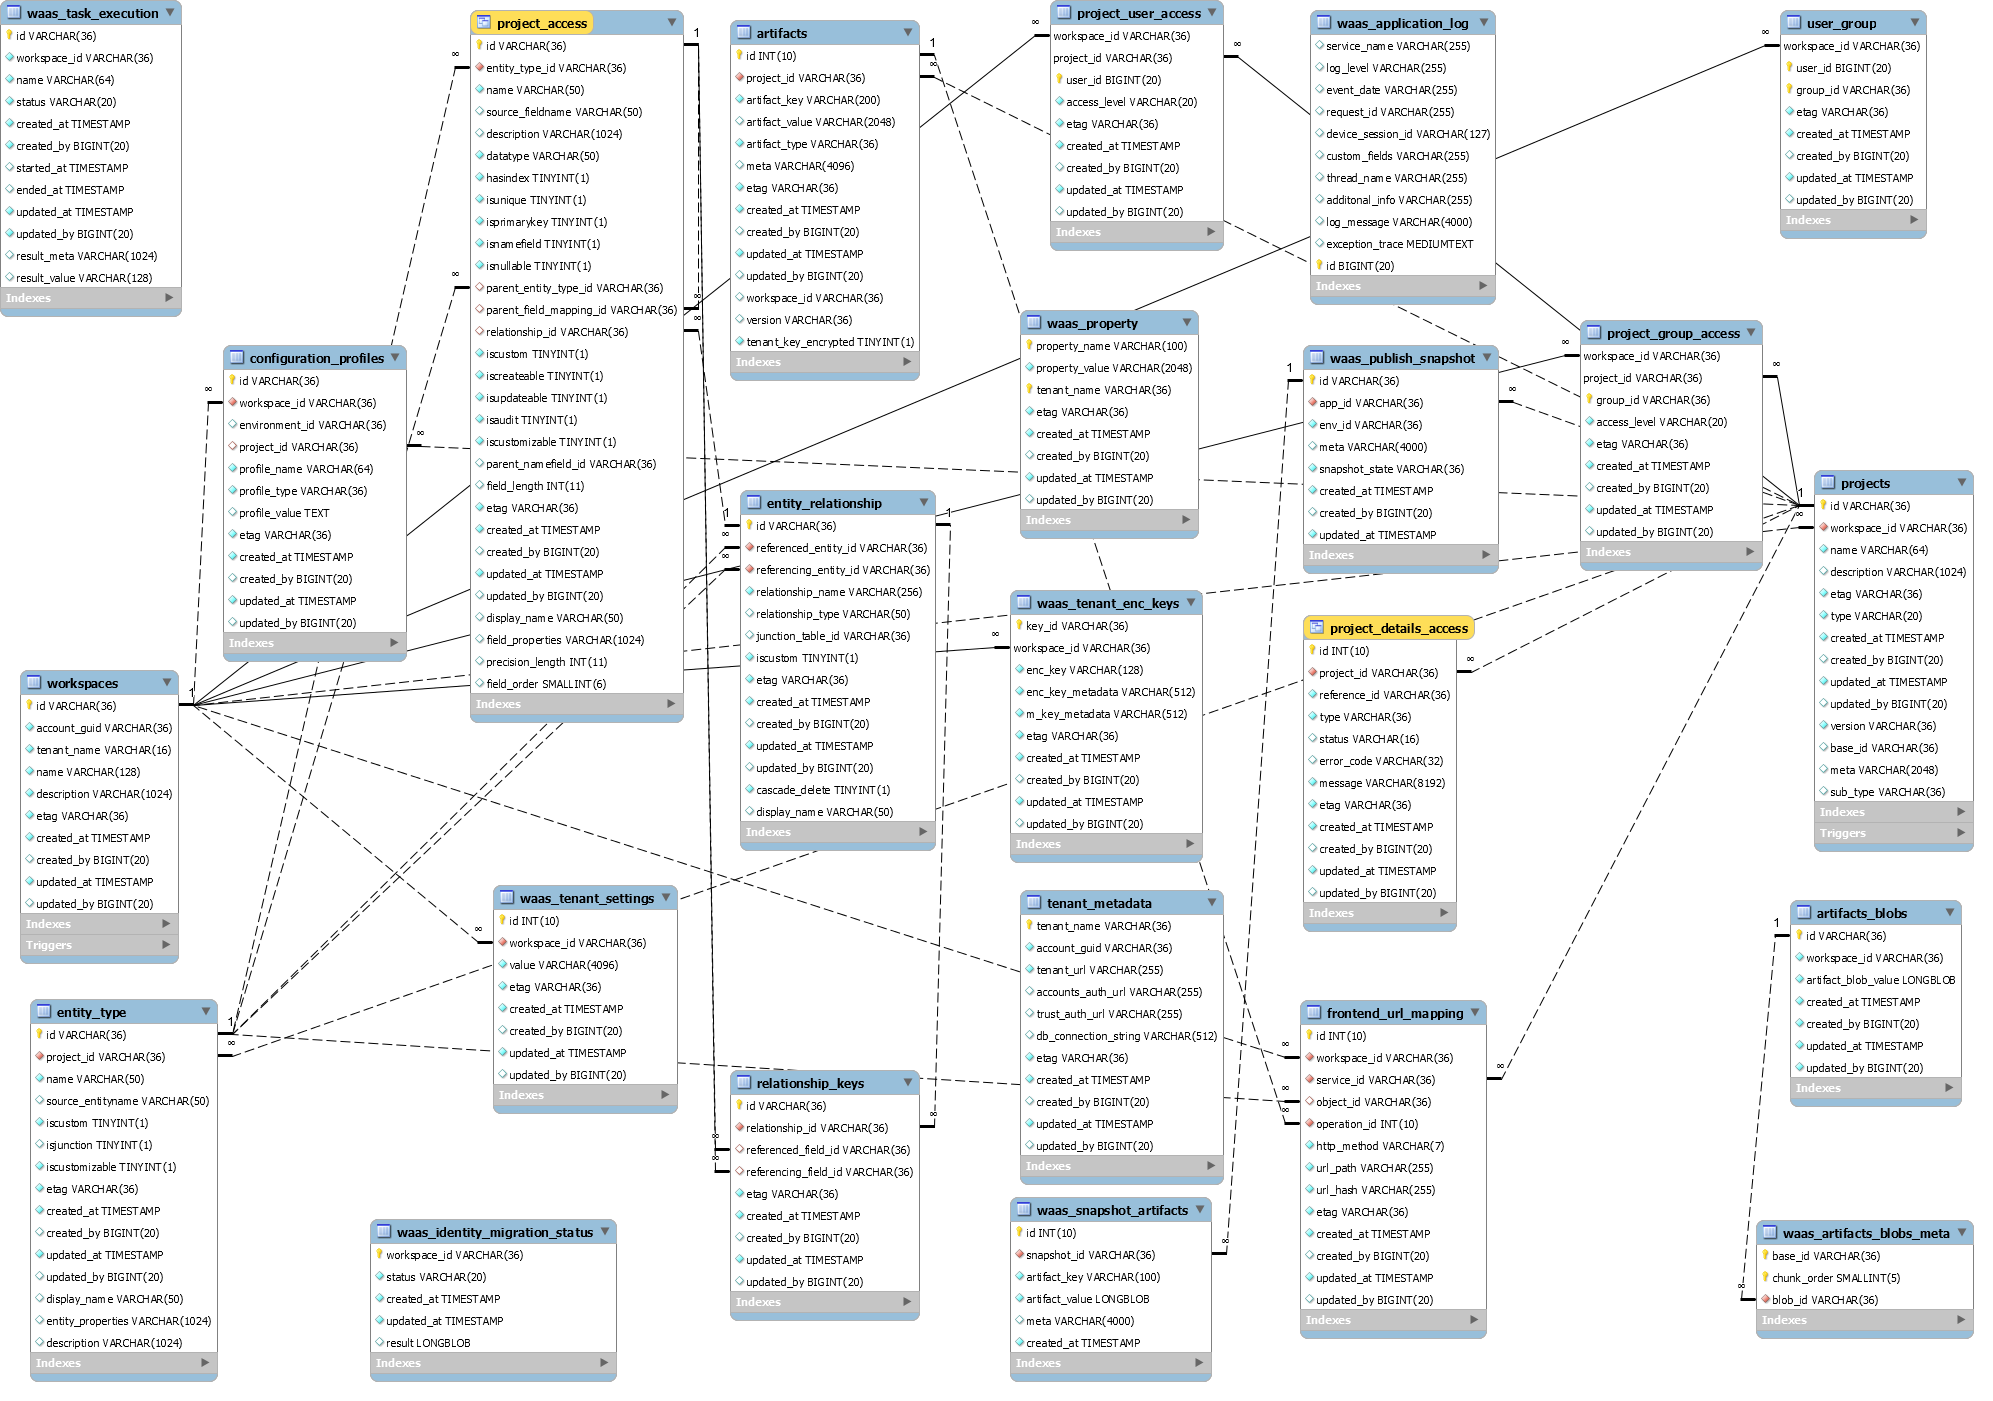 waas_task_execution
id VARCHAR(36)
workspace_id VARCHAR(36)
name VARCHAR(64)
status VARCHAR(20)
created_at TIMESTAMP
created_by BIGINT(20)
started_at TIMESTAMP
ended_at TIMESTAMP
updated_at TIMESTAMP
updated_by BIGINT(20)
result_meta VARCHAR(1024)
result_value VARCHAR(128)
Indexes
configuration_profiles
id VARCHAR(36)
workspace_id VARCHAR(36)
environment_id VARCHAR(36)
project_id VARCHAR(36)
profile_name VARCHAR(64)
profile_type VARCHAR(36)
profile_value TEXT
etag VARCHAR(36)
created_at TIMESTAMP
created_by BIGINT(20)
updated_at TIMESTAMP
updated_by BIGINT(20)
Indexes
project_access
id VARCHAR(36)
entity_type_id VARCHAR(36)
name VARCHAR(50)
source_fieldname VARCHAR(50)
description VARCHAR(1024)
datatype VARCHAR(50)
hasindex TINYINT(1)
isunique TINYINT(1)
isprimarykey TINYINT(1)
isnamefield TINYINT(1)
isnullable TINYINT(1)
parent_entity_type_id VARCHAR(36)
parent_field_mapping_id VARCHAR(36)
relationship_id VARCHAR(36)
iscustom TINYINT(1)
iscreateable TINYINT(1)
isupdateable TINYINT(1)
isaudit TINYINT(1)
iscustomizable TINYINT(1)
parent_namefield_id VARCHAR(36)
field_length INT(11)
etag VARCHAR(36)
created_at TIMESTAMP
created_by BIGINT(20)
updated_at TIMESTAMP
updated_by BIGINT(20)
display_name VARCHAR(50)
field_properties VARCHAR(1024)
precision_length INT(11)
field_order SMALLINT(6)
Indexes
artifacts
id INT(10)
project_id VARCHAR(36)
artifact_key VARCHAR(200)
artifact_value VARCHAR(2048)
artifact_type VARCHAR(36)
meta VARCHAR(4096)
etag VARCHAR(36)
created_at TIMESTAMP
created_by BIGINT(20)
updated_at TIMESTAMP
updated_by BIGINT(20)
workspace_id VARCHAR(36)
version VARCHAR(36)
tenant_key_encrypted TINYINT(1)
Indexes
project_user_access
workspace_id VARCHAR(36)
project_id VARCHAR(36)
user_id BIGINT(20)
access_level VARCHAR(20)
etag VARCHAR(36)
created_at TIMESTAMP
created_by BIGINT(20)
updated_at TIMESTAMP
updated_by BIGINT(20)
Indexes
waas_application_log
service_name VARCHAR(255)
log_level VARCHAR(255)
event_date VARCHAR(255)
request_id VARCHAR(255)
device_session_id VARCHAR(127)
custom_fields VARCHAR(255)
thread_name VARCHAR(255)
additonal_info VARCHAR(255)
log_message VARCHAR(4000)
exception_trace MEDIUMTEXT
id BIGINT(20)
Indexes
user_group
workspace_id VARCHAR(36)
user_id BIGINT(20)
group_id VARCHAR(36)
etag VARCHAR(36)
created_at TIMESTAMP
created_by BIGINT(20)
updated_at TIMESTAMP
updated_by BIGINT(20)
Indexes
waas_property
property_name VARCHAR(100)
property_value VARCHAR(2048)
tenant_name VARCHAR(36)
etag VARCHAR(36)
created_at TIMESTAMP
created_by BIGINT(20)
updated_at TIMESTAMP
updated_by BIGINT(20)
Indexes
waas_publish_snapshot
id VARCHAR(36)
app_id VARCHAR(36)
env_id VARCHAR(36)
meta VARCHAR(4000)
snapshot_state VARCHAR(36)
created_at TIMESTAMP
created_by BIGINT(20)
updated_at TIMESTAMP
Indexes
project_group_access
workspace_id VARCHAR(36)
project_id VARCHAR(36)
group_id VARCHAR(36)
access_level VARCHAR(20)
etag VARCHAR(36)
created_at TIMESTAMP
created_by BIGINT(20)
updated_at TIMESTAMP
updated_by BIGINT(20)
Indexes
projects
id VARCHAR(36)
workspace_id VARCHAR(36)
name VARCHAR(64)
description VARCHAR(1024)
etag VARCHAR(36)
type VARCHAR(20)
created_at TIMESTAMP
created_by BIGINT(20)
updated_at TIMESTAMP
updated_by BIGINT(20)
version VARCHAR(36)
base_id VARCHAR(36)
meta VARCHAR(2048)
sub_type VARCHAR(36)
Indexes
Triggers
entity_relationship
id VARCHAR(36)
referenced_entity_id VARCHAR(36)
referencing_entity_id VARCHAR(36)
relationship_name VARCHAR(256)
relationship_type VARCHAR(50)
junction_table_id VARCHAR(36)
iscustom TINYINT(1)
etag VARCHAR(36)
created_at TIMESTAMP
created_by BIGINT(20)
updated_at TIMESTAMP
updated_by BIGINT(20)
cascade_delete TINYINT(1)
display_name VARCHAR(50)
Indexes
waas_tenant_enc_keys
key_id VARCHAR(36)
workspace_id VARCHAR(36)
enc_key VARCHAR(128)
enc_key_metadata VARCHAR(512)
m_key_metadata VARCHAR(512)
etag VARCHAR(36)
created_at TIMESTAMP
created_by BIGINT(20)
updated_at TIMESTAMP
updated_by BIGINT(20)
Indexes
project_details_access
id INT(10)
project_id VARCHAR(36)
reference_id VARCHAR(36)
type VARCHAR(36)
status VARCHAR(16)
error_code VARCHAR(32)
message VARCHAR(8192)
etag VARCHAR(36)
created_at TIMESTAMP
created_by BIGINT(20)
updated_at TIMESTAMP
updated_by BIGINT(20)
Indexes
workspaces
id VARCHAR(36)
account_guid VARCHAR(36)
tenant_name VARCHAR(16)
name VARCHAR(128)
description VARCHAR(1024)
etag VARCHAR(36)
created_at TIMESTAMP
created_by BIGINT(20)
updated_at TIMESTAMP
updated_by BIGINT(20)
Indexes
Triggers
waas_tenant_settings
id INT(10)
workspace_id VARCHAR(36)
value VARCHAR(4096)
etag VARCHAR(36)
created_at TIMESTAMP
created_by BIGINT(20)
updated_at TIMESTAMP
updated_by BIGINT(20)
Indexes
tenant_metadata
tenant_name VARCHAR(36)
account_guid VARCHAR(36)
tenant_url VARCHAR(255)
accounts_auth_url VARCHAR(255)
trust_auth_url VARCHAR(255)
db_connection_string VARCHAR(512)
etag VARCHAR(36)
created_at TIMESTAMP
created_by BIGINT(20)
updated_at TIMESTAMP
updated_by BIGINT(20)
Indexes
artifacts_blobs
id VARCHAR(36)
workspace_id VARCHAR(36)
artifact_blob_value LONGBLOB
created_at TIMESTAMP
created_by BIGINT(20)
updated_at TIMESTAMP
updated_by BIGINT(20)
Indexes
entity_type
id VARCHAR(36)
project_id VARCHAR(36)
name VARCHAR(50)
source_entityname VARCHAR(50)
iscustom TINYINT(1)
isjunction TINYINT(1)
iscustomizable TINYINT(1)
etag VARCHAR(36)
created_at TIMESTAMP
created_by BIGINT(20)
updated_at TIMESTAMP
updated_by BIGINT(20)
display_name VARCHAR(50)
entity_properties VARCHAR(1024)
description VARCHAR(1024)
Indexes
frontend_url_mapping
id INT(10)
workspace_id VARCHAR(36)
service_id VARCHAR(36)
object_id VARCHAR(36)
operation_id INT(10)
http_method VARCHAR(7)
url_path VARCHAR(255)
url_hash VARCHAR(255)
etag VARCHAR(36)
created_at TIMESTAMP
created_by BIGINT(20)
updated_at TIMESTAMP
updated_by BIGINT(20)
Indexes
relationship_keys
id VARCHAR(36)
relationship_id VARCHAR(36)
referenced_field_id VARCHAR(36)
referencing_field_id VARCHAR(36)
etag VARCHAR(36)
created_at TIMESTAMP
created_by BIGINT(20)
updated_at TIMESTAMP
updated_by BIGINT(20)
Indexes
waas_identity_migration_status
workspace_id VARCHAR(36)
status VARCHAR(20)
created_at TIMESTAMP
updated_at TIMESTAMP
result LONGBLOB
Indexes
waas_snapshot_artifacts
id INT(10)
snapshot_id VARCHAR(36)
artifact_key VARCHAR(100)
artifact_value LONGBLOB
meta VARCHAR(4000)
created_at TIMESTAMP
Indexes
waas_artifacts_blobs_meta
base_id VARCHAR(36)
chunk_order SMALLINT(5)
blob_id VARCHAR(36)
Indexes